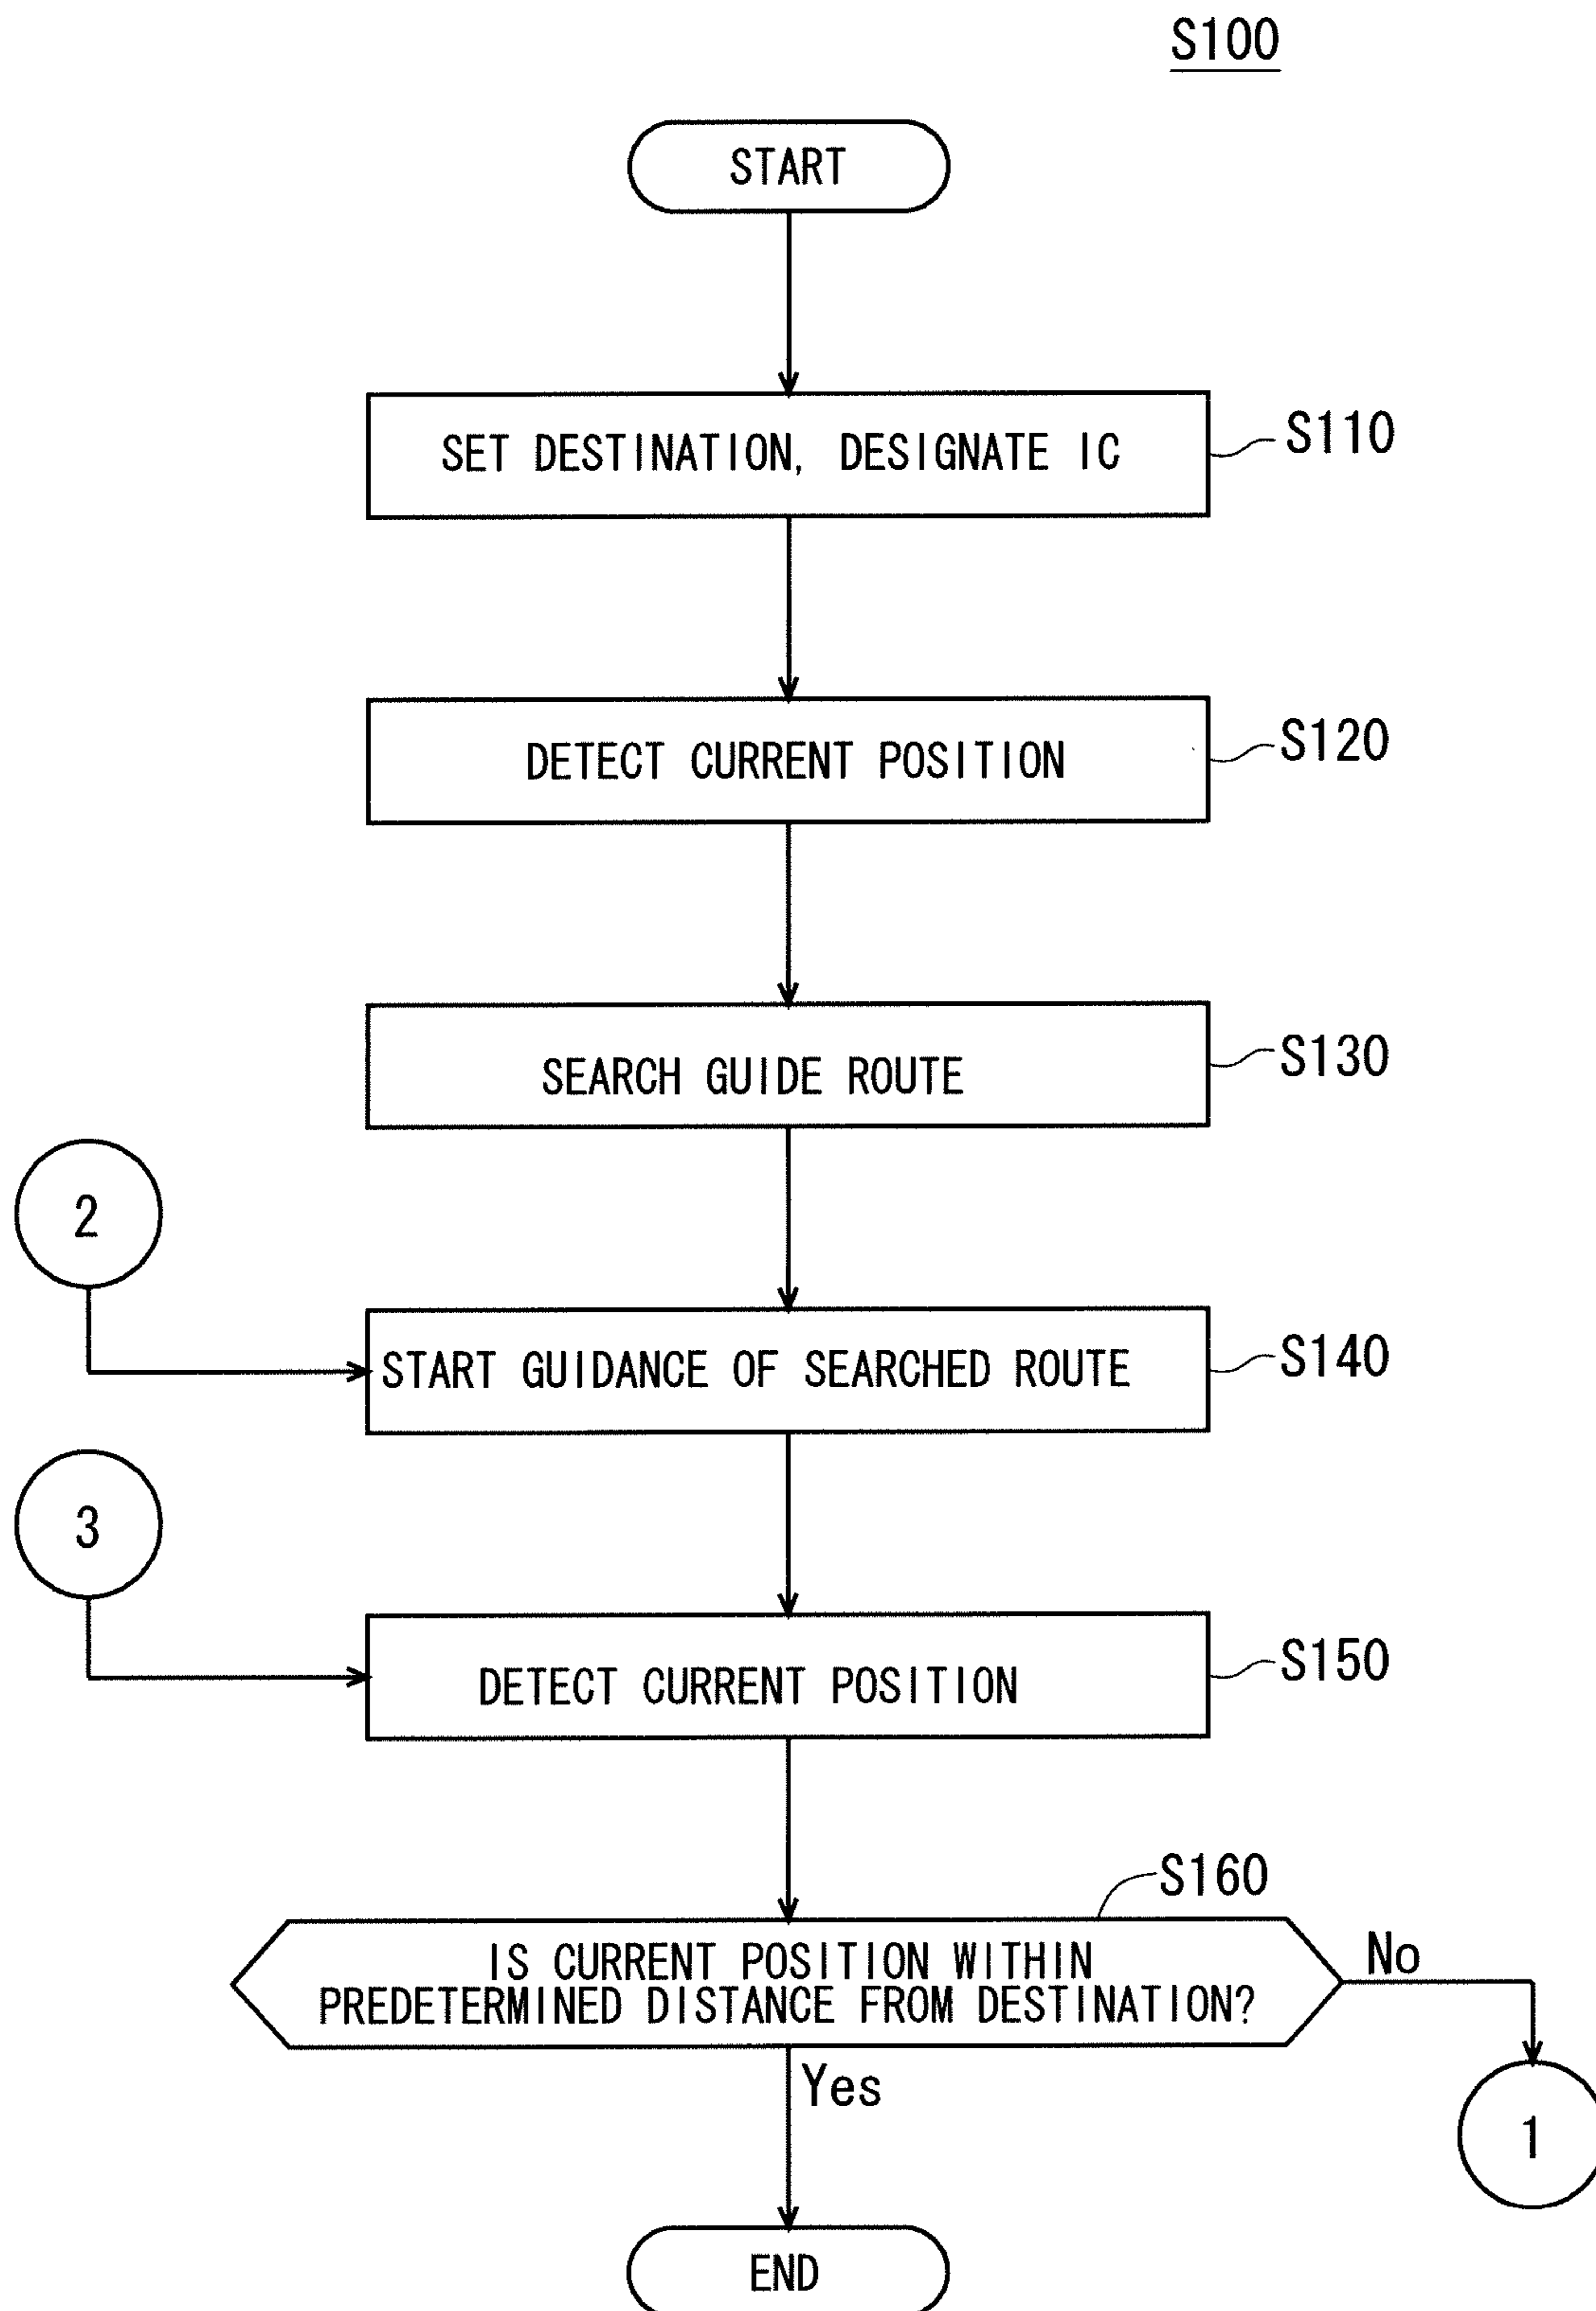 S100
START
SET DESTINATION, DESIGNATE IC
S110
DETECT CURRENT POSITION
S120
SEARCH GUIDE ROUTE
S130
2
START GUIDANCE OF SEARCHED ROUTE
S140
3
DETECT CURRENT POSITION
S150
S160
IS CURRENT POSITION WITHIN
PREDETERMINED DISTANCE FROM DESTINATION?
No
Yes
1
END